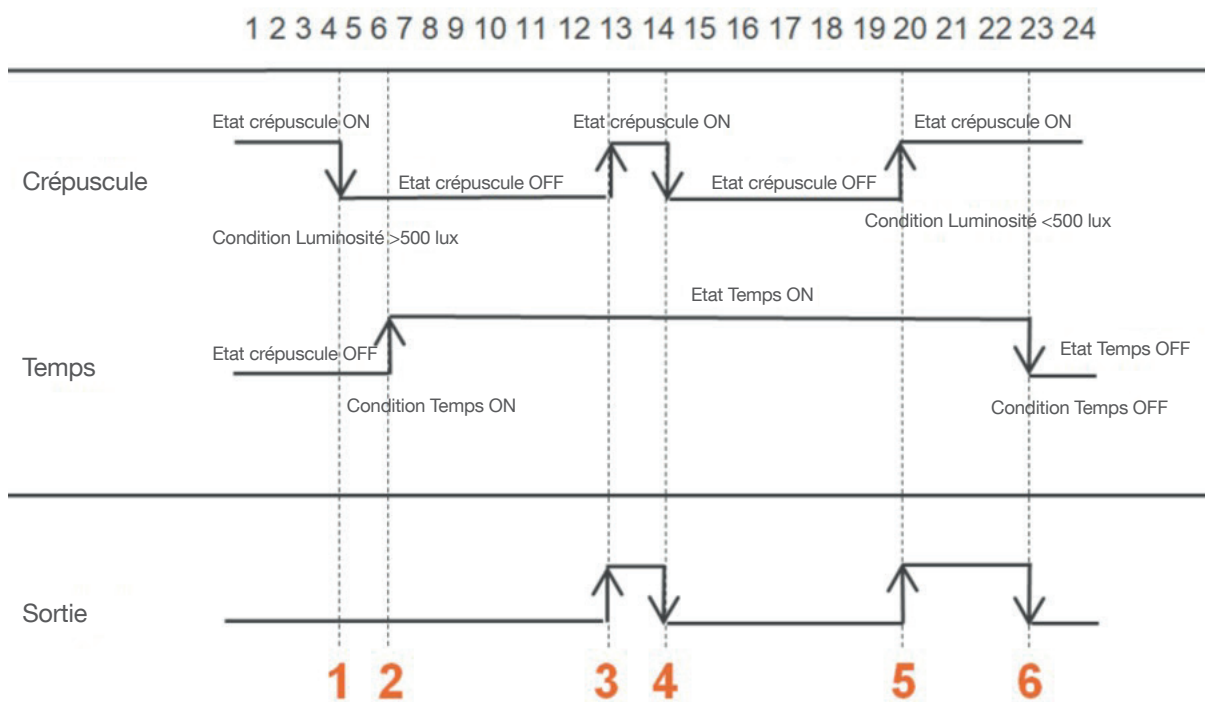 1 2 3 4 5 6 7 8 9 10 11 12 13 14 15 16 17 18 19 20 21 22 23 24
Etat crépuscule ON
Etat crépuscule ON
Etat crépuscule ON
Crépuscule
Etat crépuscule OFF
Etat crépuscule OFF
Condition Luminosité >500 lux
Condition Luminosité <500 lux
Etat Temps ON
Etat crépuscule OFF
Etat Temps OFF
Temps
Condition Temps ON
Condition Temps OFF
Sortie
1 2 3 4 5 6